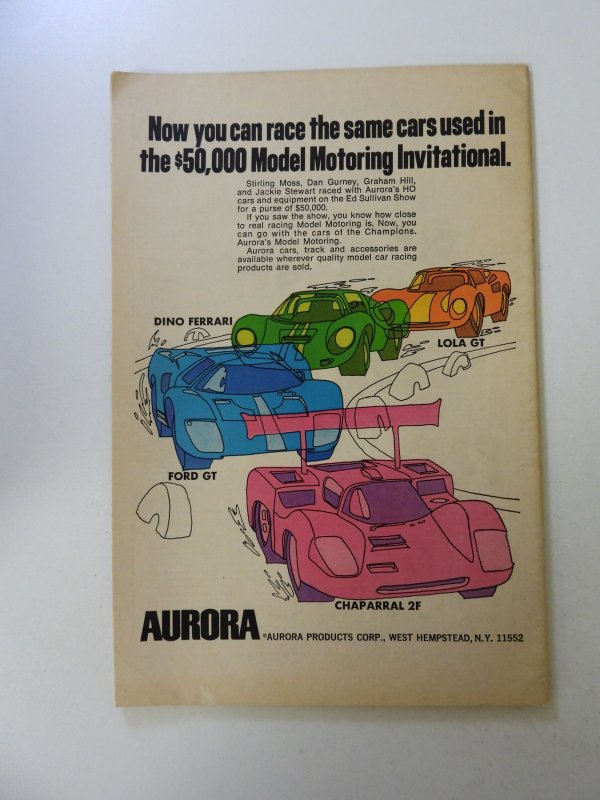 Now you can race the same cars used in
the $50,000 Model Motoring Invitational.
Stirling Moss, Dan Gurney, Graham Hill,
and Jackie Stewart raced with Aurora's HO
cars and equipment on the Ed Sullivan Show
for a purse of $50,000.
If you saw the show, you know how close
to real racing Model Motoring is. Now, you
can go with the cars of the Champions.
Aurora's Model Motoring.
Aurora cars, track and accessories are
available wherever quality model car racing
products are sold.
DINO FERRARI
LOLA GT
FORD GT
CHAPARRAL 2F
AURORA ©AURORA PRODUCTS CORP., WEST HEMPSTEAD, N.Y. 11552